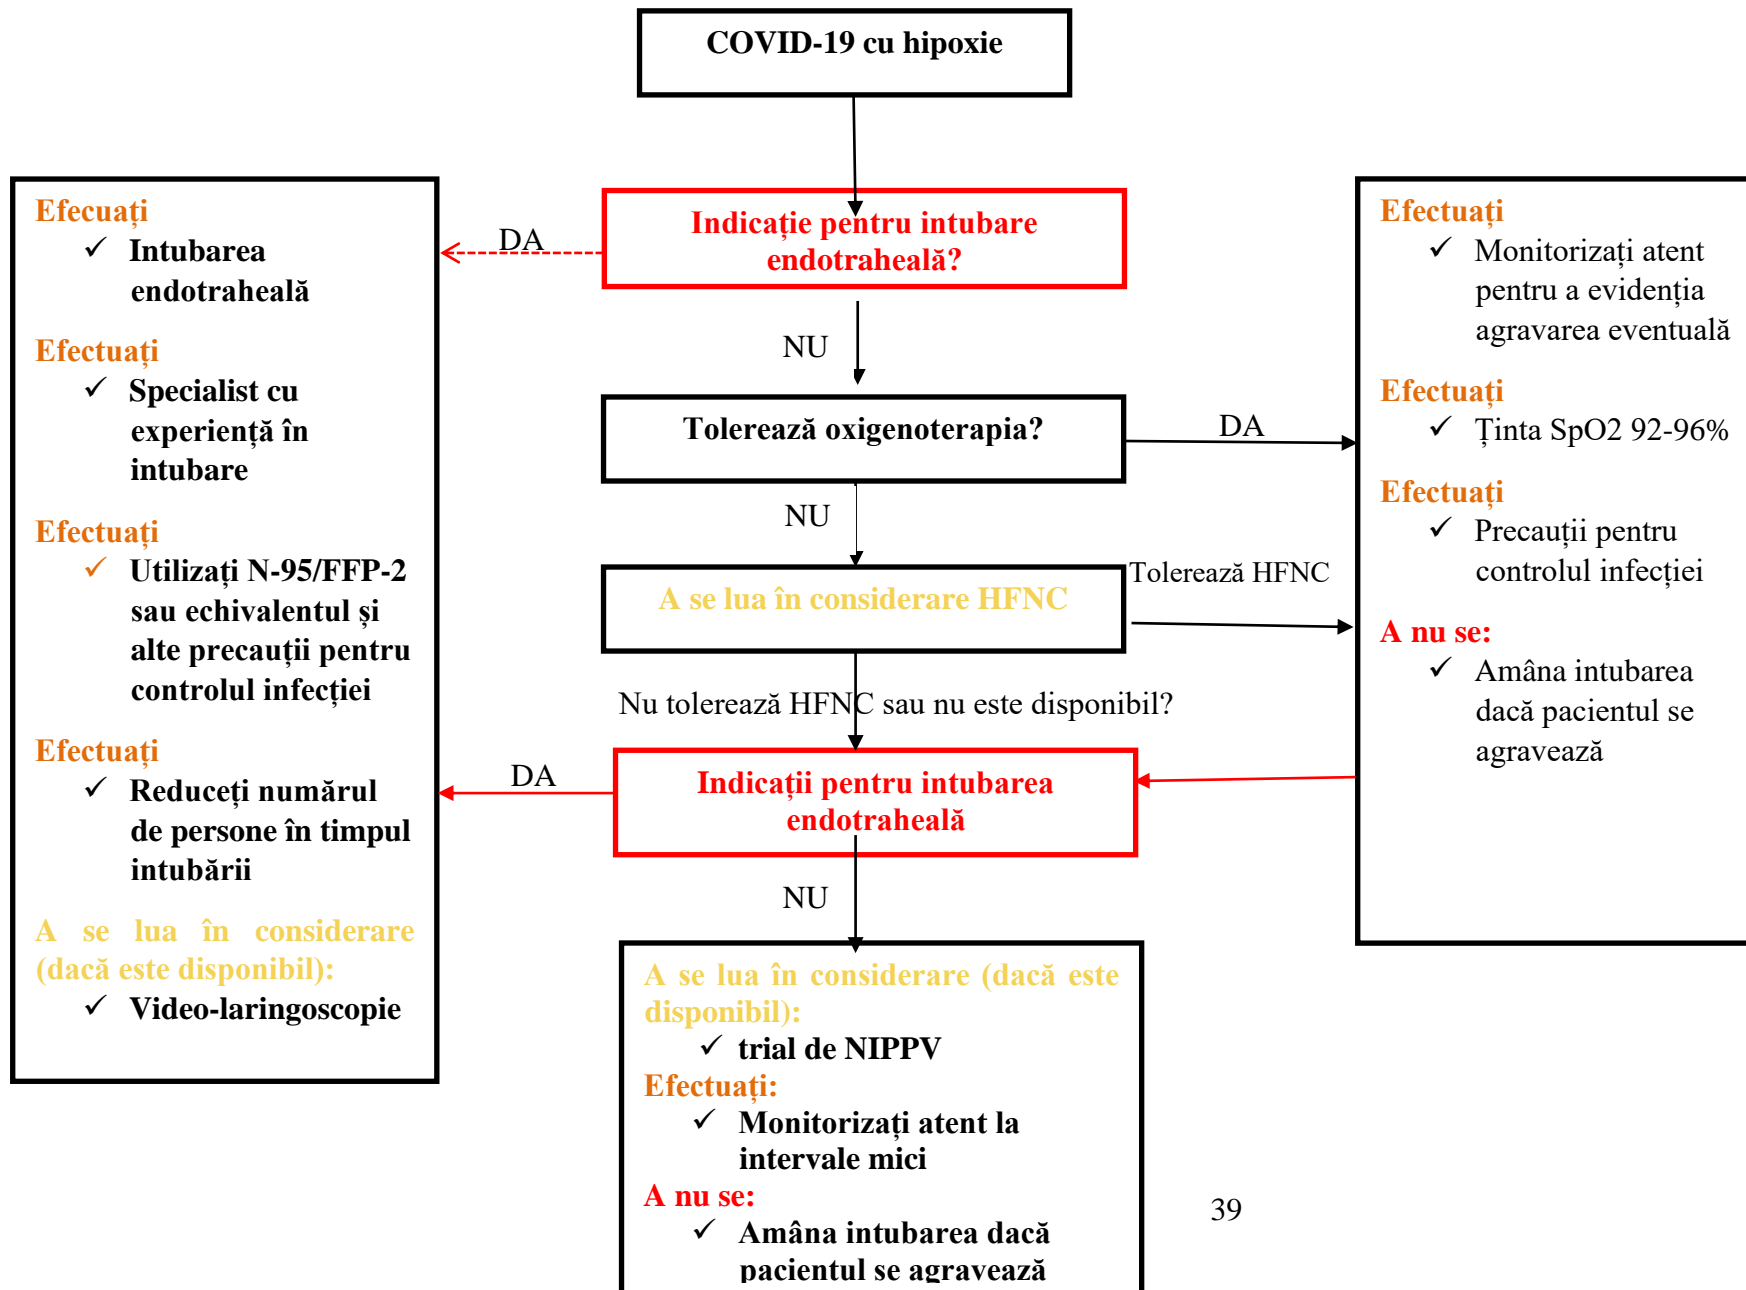 COVID-19 cu hipoxie
Indicație pentru intubare
endotraheală?
DA
NU
Tolerează oxigenoterapia?
DA
NU
A se lua în considerare HFNC
Tolerează HFNC
Nu tolerează HFNC sau nu este disponibil?
Indicații pentru intubarea
endotraheală
DA
NU
Efecuați
✓ Intubarea
endotraheală
Efectuați
✓ Specialist cu
experiență în
intubare
Efectuați
✓ Utilizați N-95/FFP-2
sau echivalentul și
alte precauții pentru
controlul infecției
Efectuați
✓ Reduceți numărul
de persone în timpul
intubării
A se lua în considerare
(dacă este disponibil):
✓ Video-laringoscopie
Efectuați
✓ Monitorizați atent
pentru a evidenția
agravarea eventuală
Efectuați
✓ Ținta SpO2 92-96%
Efectuați
✓ Precauții pentru
controlul infecției
A nu se:
✓ Amâna intubarea
dacă pacientul se
agravează
A se lua în considerare (dacă este
disponibil):
✓ trial de NIPPV
Efectuați:
✓ Monitorizați atent la
intervale mici
A nu se:
✓ Amâna intubarea dacă
pacientul se agravează
39